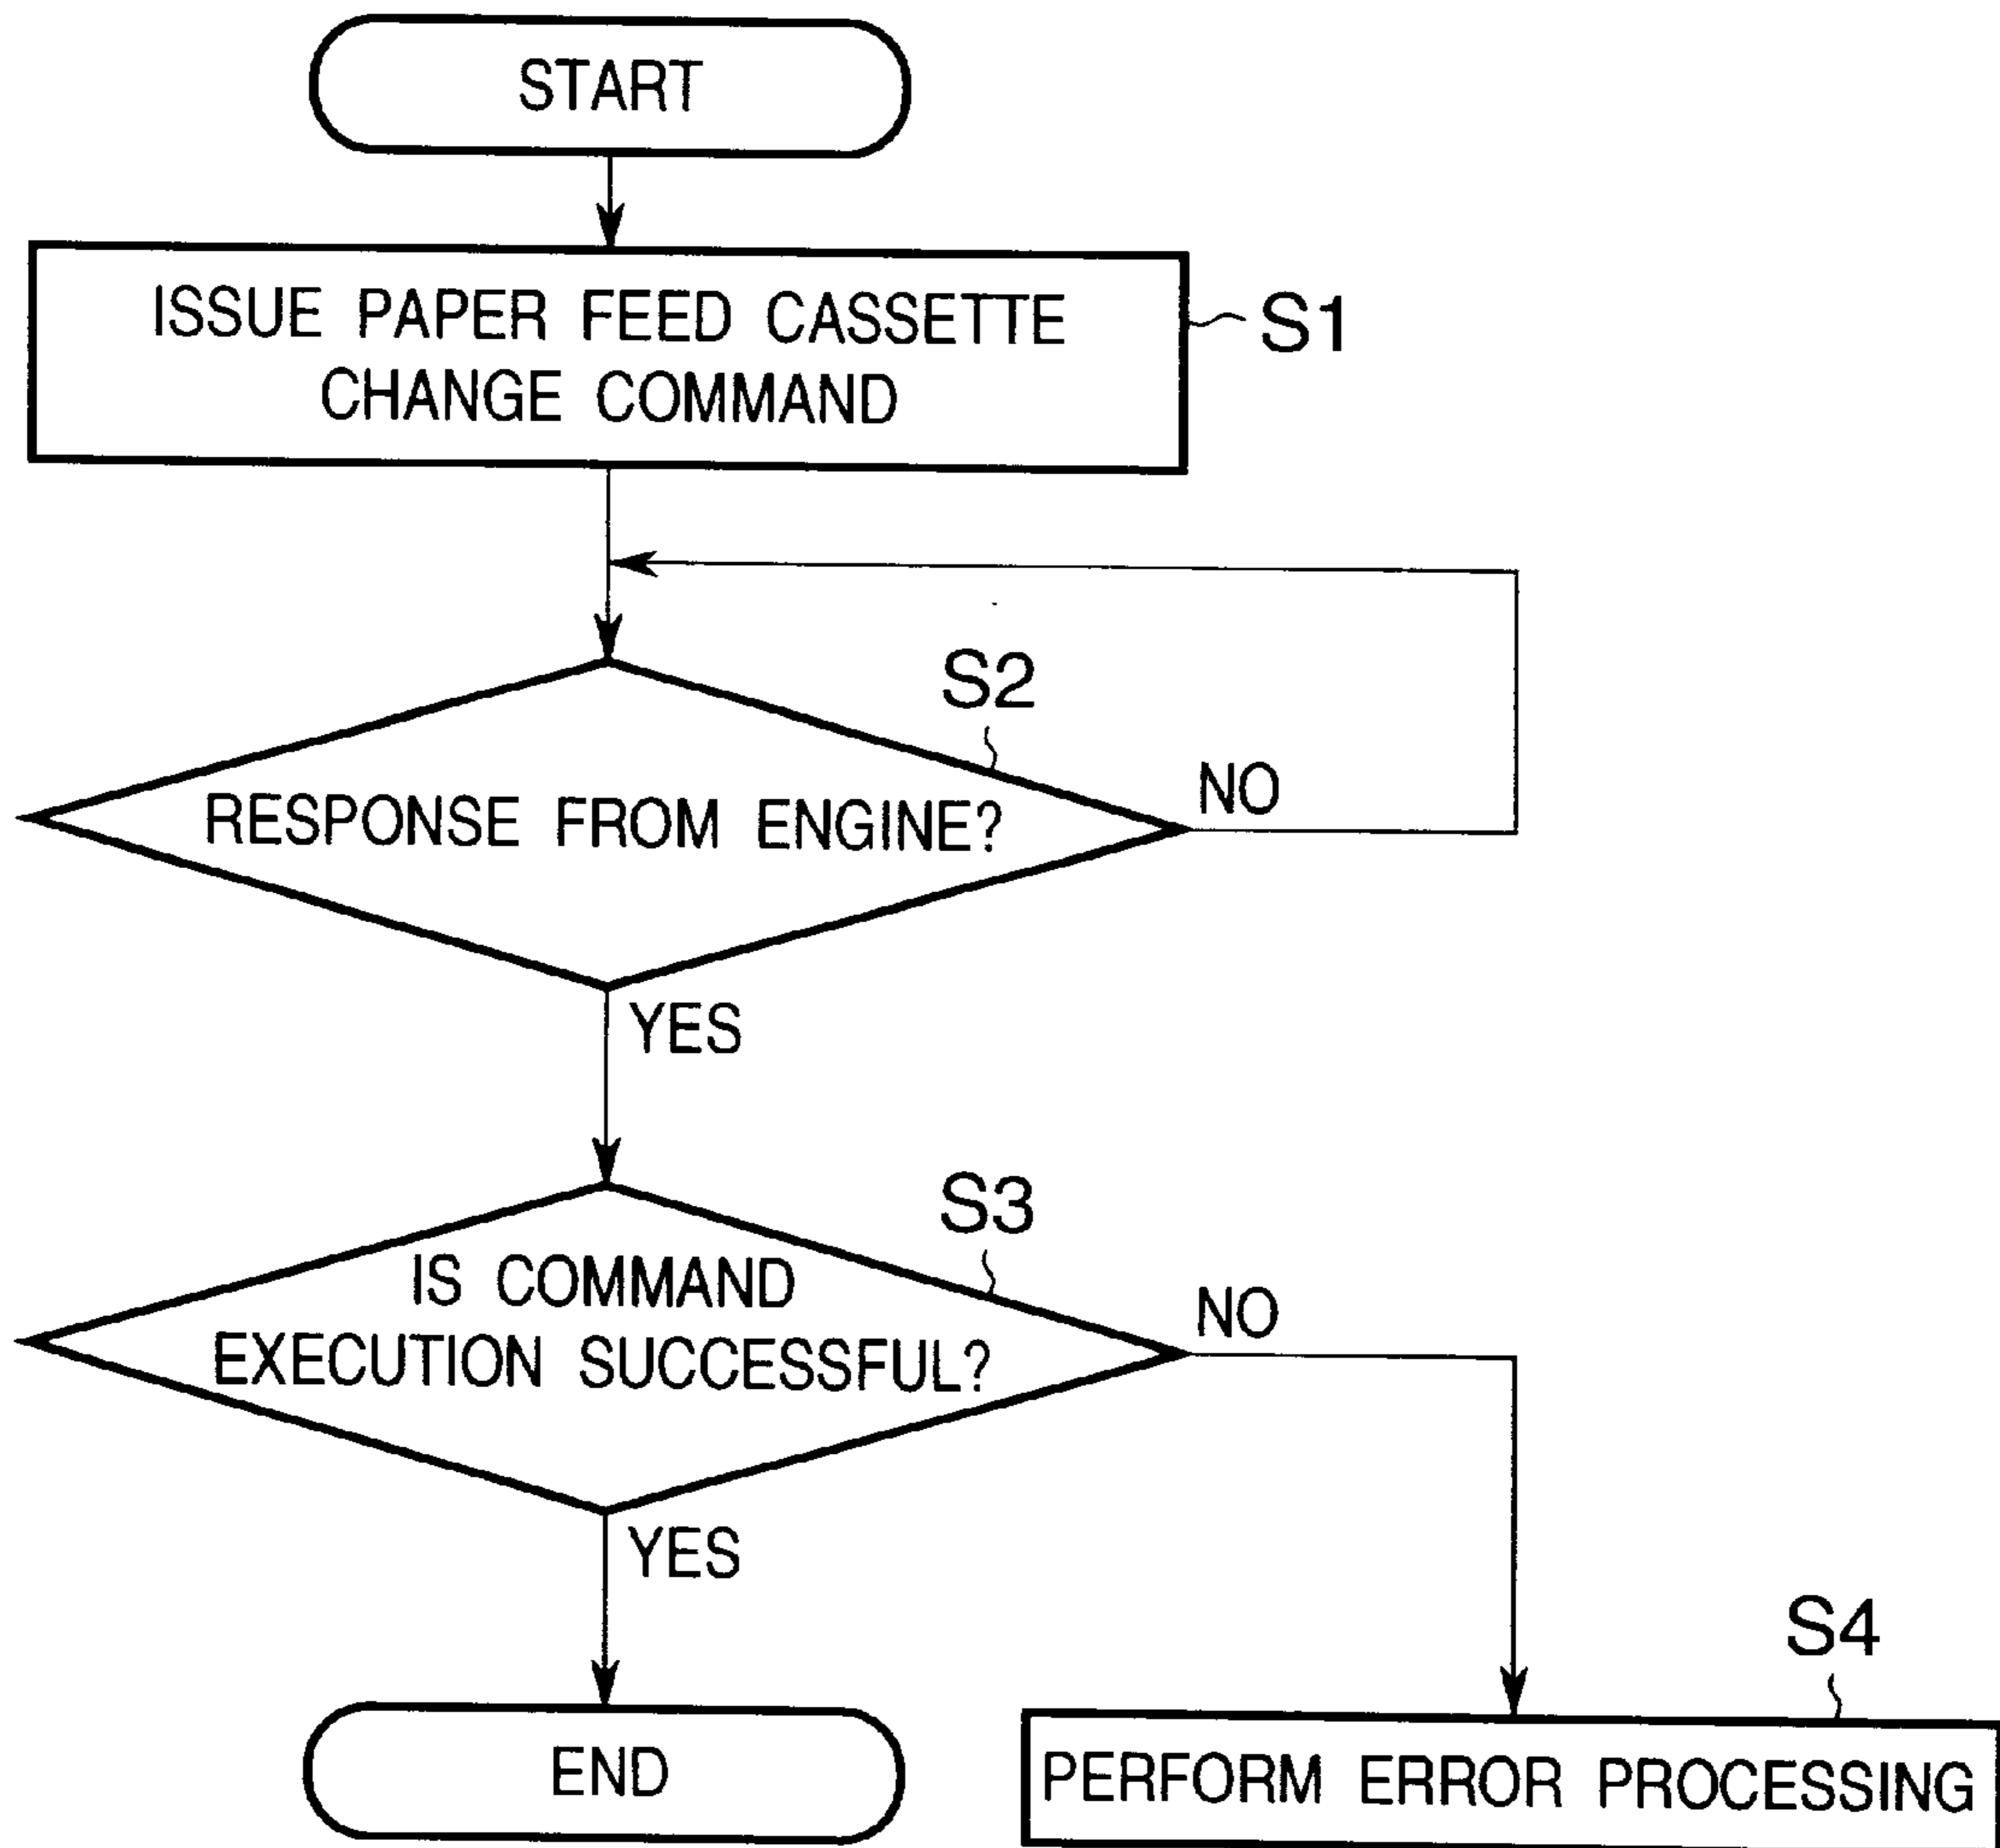 START
ISSUE PAPER FEED CASSETTE
CHANGE COMMAND
S1
S2
RESPONSE FROM ENGINE?
NO
YES
S3
IS COMMAND
EXECUTION SUCCESSFUL?
NO
YES
END
S4
PERFORM ERROR PROCESSING